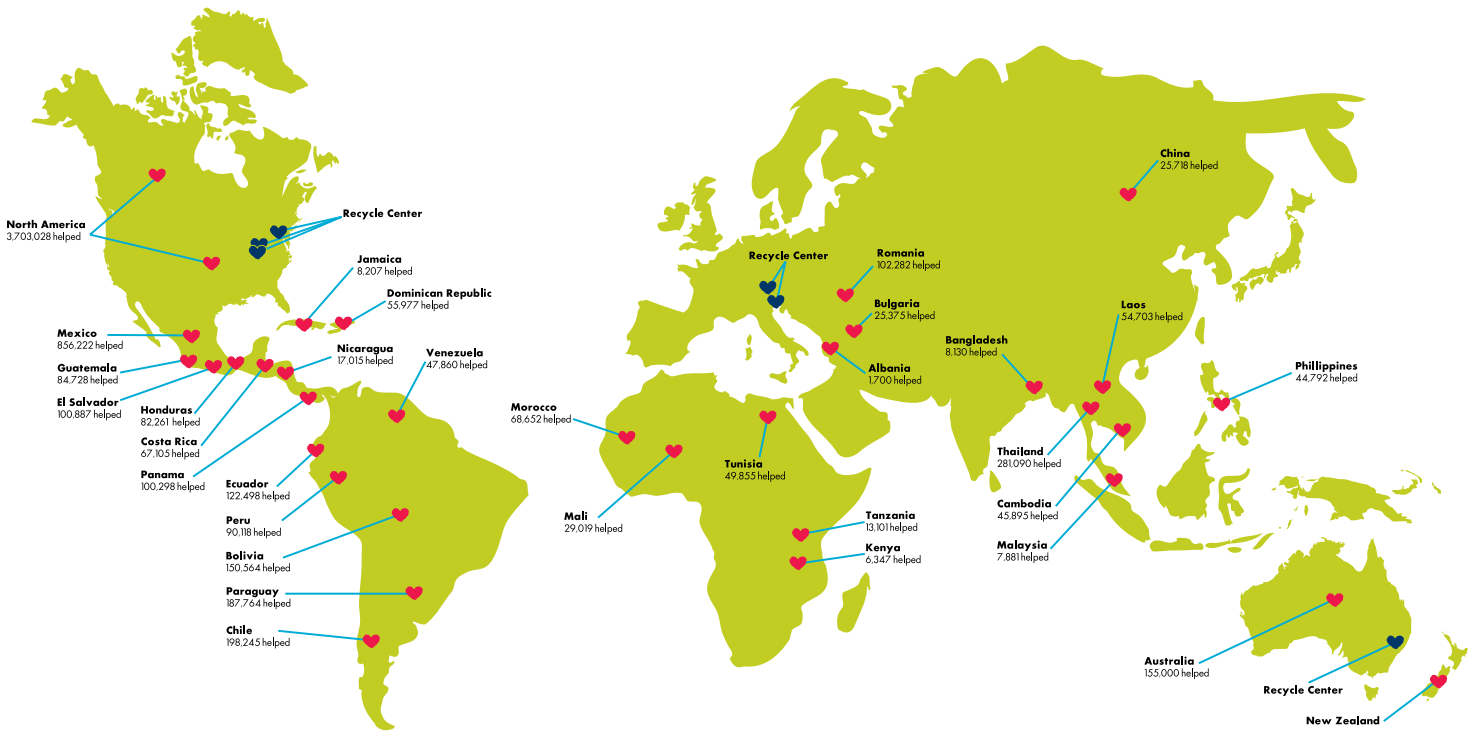 North America
3,703,028 helped
Recycle Center
Jamaica
8,207 helped
Dominican Republic
55,977 helped
Mexico
856,222 helped
Guatemala
84,728 helped
El Salvador
100,887 helped
Honduras
82,261 helped
Costa Rica
67,105 helped
Panama
100,298 helped
Nicaragua
17,015 helped
Venezuela
47,860 helped
Ecuador
122,498 helped
Peru
90,118 helped
Bolivia
150,564 helped
Paraguay
187,764 helped
Chile
198,245 helped
Recycle Center
Romania
102,282 helped
Bulgaria
25,375 helped
Albania
1,700 helped
Morocco
68,652 helped
Mali
29,019 helped
Tunisia
49,855 helped
Tanzania
13,101 helped
Kenya
6,347 helped
China
25,718 helped
Laos
54,703 helped
Bangladesh
8,130 helped
Phillippines
44,792 helped
Thailand
281,090 helped
Cambodia
45,895 helped
Malaysia
7,881 helped
Australia
155,000 helped
Recycle Center
New Zealand